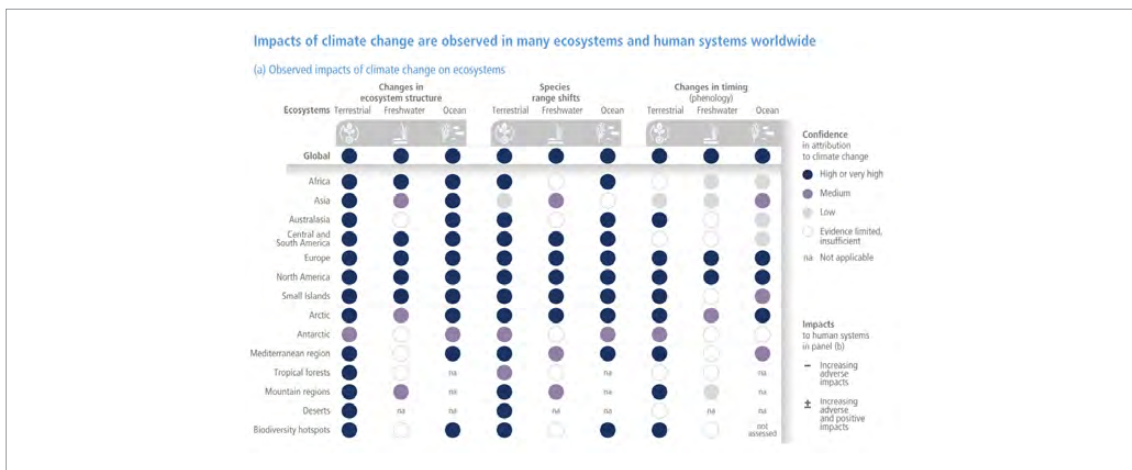 Impacts of climate change are observed in many ecosystems and human systems worldwide
(a) Observed impacts of climate change on ecosystems
Changes in
ecosystem structure
Species
range shifts
Changes in timing
(phenology)
Ecosystems Terrestrial Freshwater Ocean Terrestrial Freshwater Ocean Terrestrial Freshwater Ocean
Global
Africa
Asia
Australasia
Central and
South America
Europe
North America
Small Islands
Arctic
Antarctic
Mediterranean region
Tropical forests na na na
Mountain regions na na na
Deserts na na na na na na
Biodiversity hotspots not
assessed
Confidence
in attribution
to climate change
High or very high
Medium
Low
Evidence limited,
insufficient
na Not applicable
Impacts
to human systems
in panel (b)
− Increasing
adverse
impacts
± Increasing
adverse
and positive
impacts